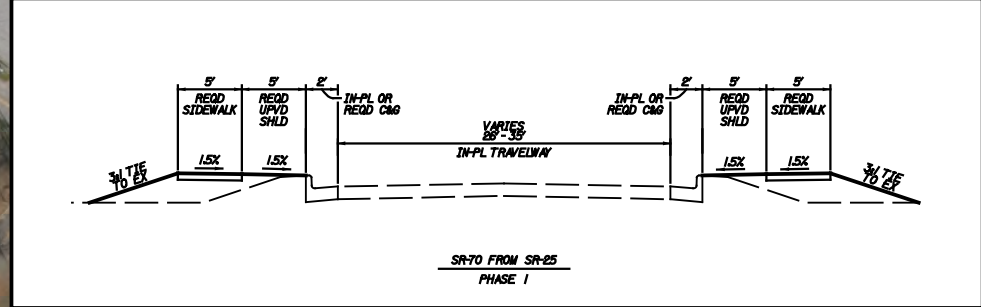 5' 5' 2' 2' 5' 5'
REQD
SIDEWALK
REQD
UPVD
SHLD
IN-PL OR
REQD C&G
IN-PL OR
REQD C&G
REQD
UPVD
SHLD
REQD
SIDEWALK
VARIES
26' - 35'
IN-PL TRAVELWAY
3:1 TIE
TO EX
1.5% 1.5% 1.5% 1.5%
3:1 TIE
TO EX
SR-70 FROM SR-25
PHASE I